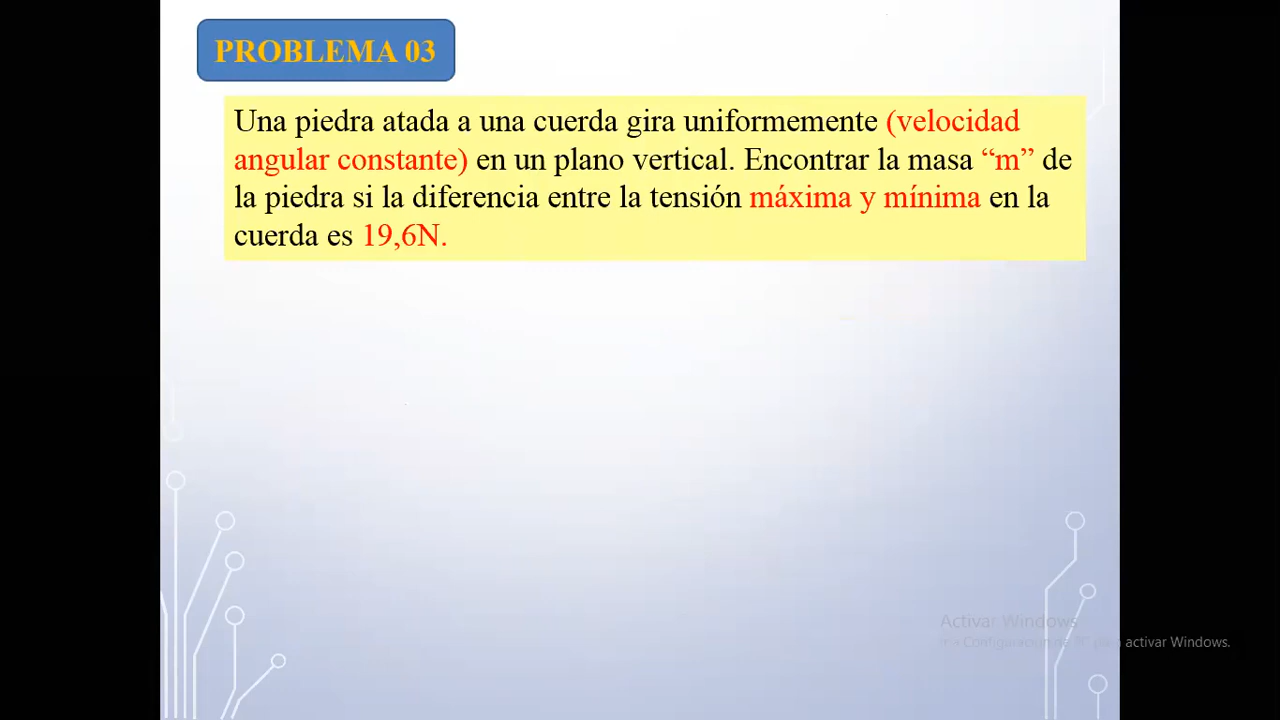 PROBLEMA 03
Una piedra atada a una cuerda gira uniformemente (velocidad
angular constante) en un plano vertical. Encontrar la masa “m” de
la piedra si la diferencia entre la tensión máxima y mínima en la
cuerda es 19,6N.
Activar Windows
activar Windows.